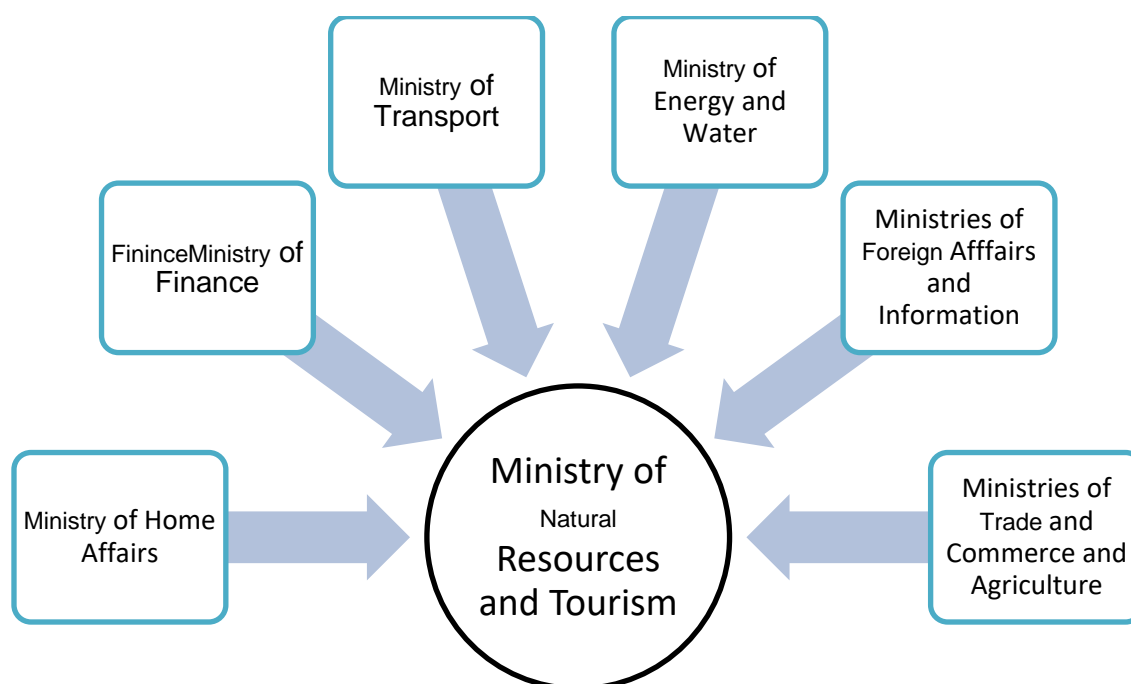 Ministry of
Transport
Ministry of
Energy and
Water
FininceMinistry of
Finance
Ministries of
Foreign Afffairs
and
Information
Ministry of Home
Affairs
Ministry of
Natural
Resources
and Tourism
Ministries of
Trade and
Commerce and
Agriculture